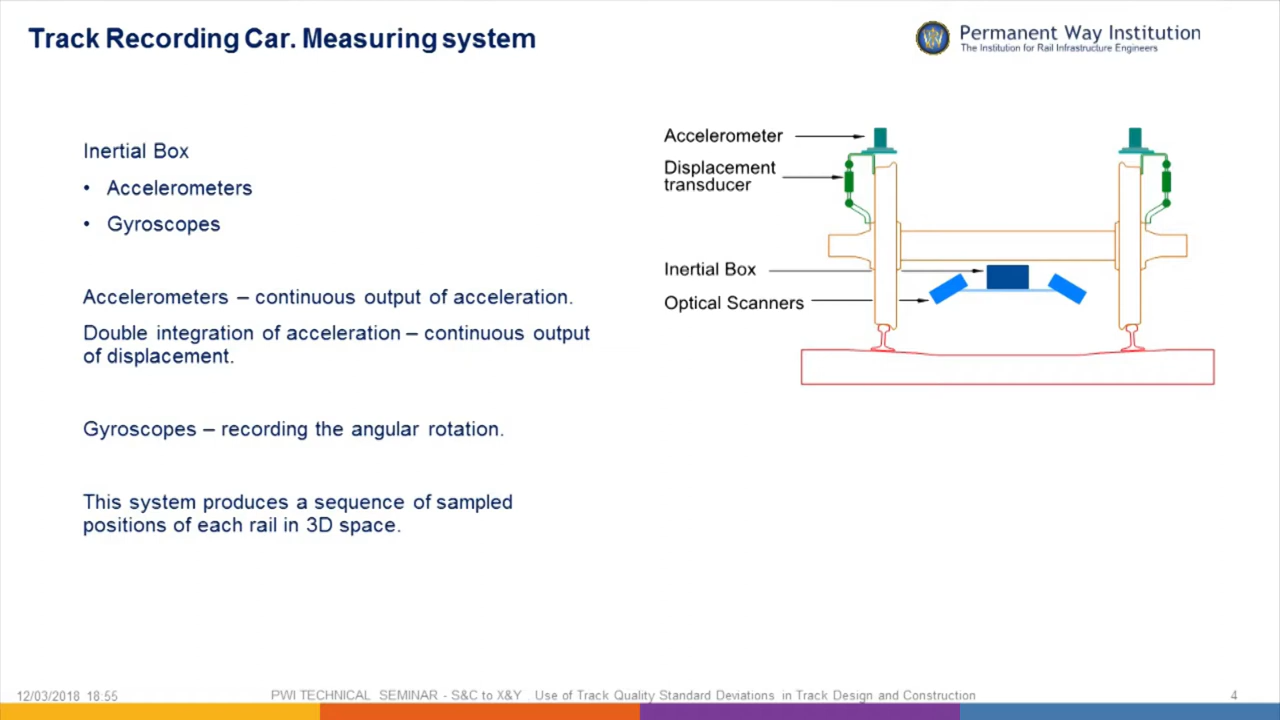 Track Recording Car. Measuring system
Permanent Way Institution
The Institution for Rail Infrastructure Engineers
Inertial Box
• Accelerometers
• Gyroscopes
Accelerometers – continuous output of acceleration.
Double integration of acceleration – continuous output
of displacement.
Gyroscopes – recording the angular rotation.
This system produces a sequence of sampled
positions of each rail in 3D space.
Accelerometer
Displacement
transducer
Inertial Box
Optical Scanners
12/03/2018 18:55
PWI TECHNICAL SEMINAR - S&C to X&Y Use of Track Quality Standard Deviations in Track Design and Construction
4